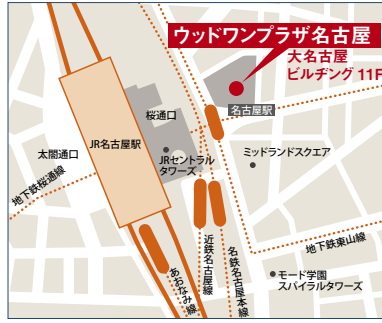 ウッドワンプラザ名古屋
大名古屋
ビルヂング 11F
名古屋駅
桜通口
JR名古屋駅
太閤通口
JRセントラル
タワーズ
ミッドランドスクエア
地下鉄桜通線
地下鉄東山線
近鉄名古屋線
名鉄名古屋本線
あおなみ線
モード学園
スパイラルタワーズ